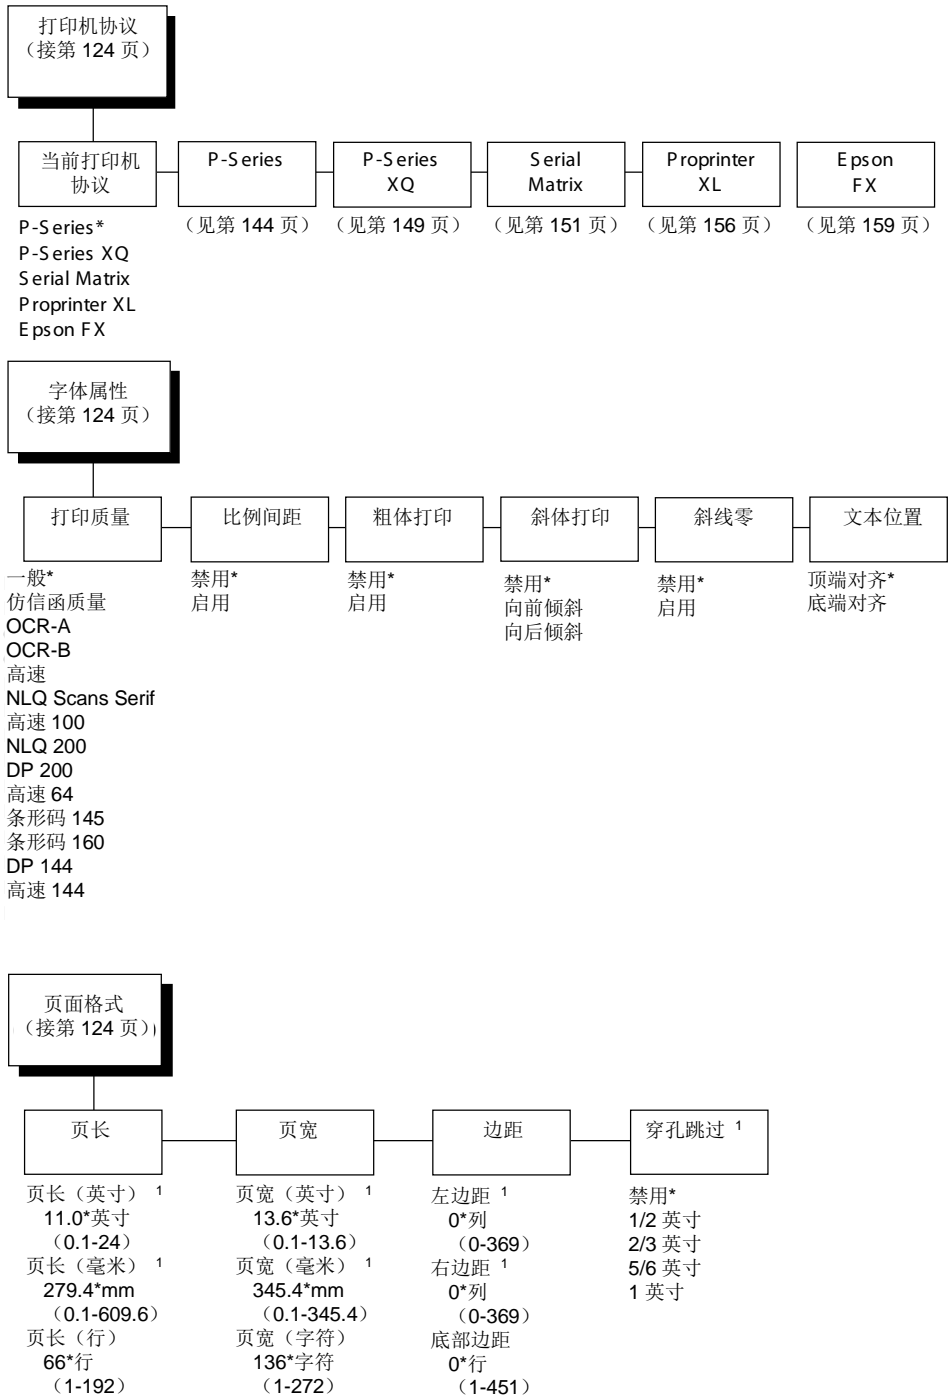 打印机协议
（接第 124 页）
当前打印机
协议
P-Series
P-Series
XQ
Serial
Matrix
Proprinter
XL
Epson
FX
P-Series*
P-Series XQ
Serial Matrix
Proprinter XL
Epson FX
（见第 144 页）
（见第 149 页）
（见第 151 页）
（见第 156 页）
（见第 159 页）
字体属性
（接第 124 页）
打印质量
比例间距
粗体打印
斜体打印
斜线零
文本位置
一般*
仿信函质量
OCR-A
OCR-B
高速
NLQ Scans Serif
高速 100
NLQ 200
DP 200
高速 64
条形码 145
条形码 160
DP 144
高速 144
禁用*
启用
禁用*
启用
禁用*
向前倾斜
向后倾斜
禁用*
启用
顶端对齐*
底端对齐
页面格式
（接第 124 页）)
页长
页宽
边距
穿孔跳过 1
页长（英寸） 1
11.0*英寸
（0.1-24）
页长（毫米） 1
279.4*mm
（0.1-609.6）
页长（行）
66*行
（1-192）
页宽（英寸） 1
13.6*英寸
（0.1-13.6）
页宽（毫米） 1
345.4*mm
（0.1-345.4）
页宽（字符）
136*字符
（1-272）
左边距 1
0*列
（0-369）
右边距 1
0*列
（0-369）
底部边距
0*行
（1-451）
禁用*
1/2 英寸
2/3 英寸
5/6 英寸
1 英寸